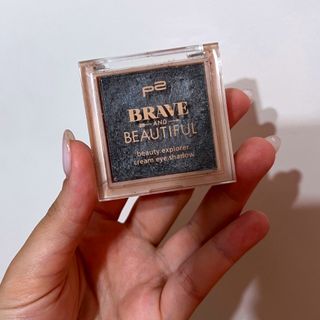 p2
BRAVE
AND
BEAUTIFUL
beauty explorer
cream eye shadow